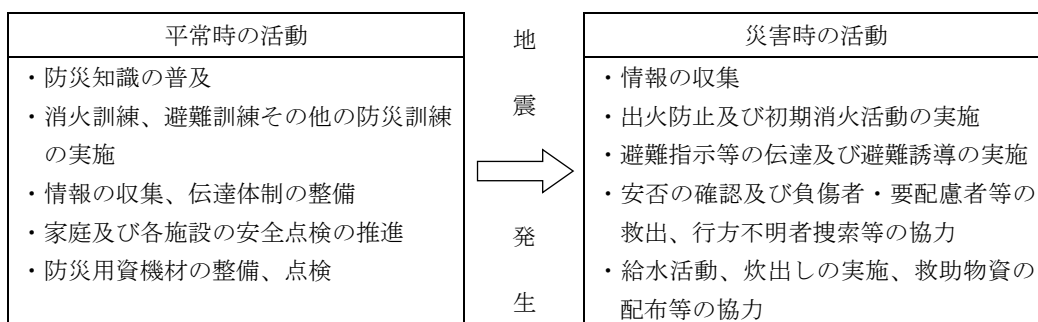 平常時の活動
・防災知識の普及
・消火訓練、避難訓練その他の防災訓練
の実施
・情報の収集、伝達体制の整備
・家庭及び各施設の安全点検の推進
・防災用資機材の整備、点検
地
震
発
生
災害時の活動
・情報の収集
・出火防止及び初期消火活動の実施
・避難指示等の伝達及び避難誘導の実施
・安否の確認及び負傷者・要配慮者等の
救出、行方不明者捜索等の協力
・給水活動、炊出しの実施、救助物資の
配布等の協力